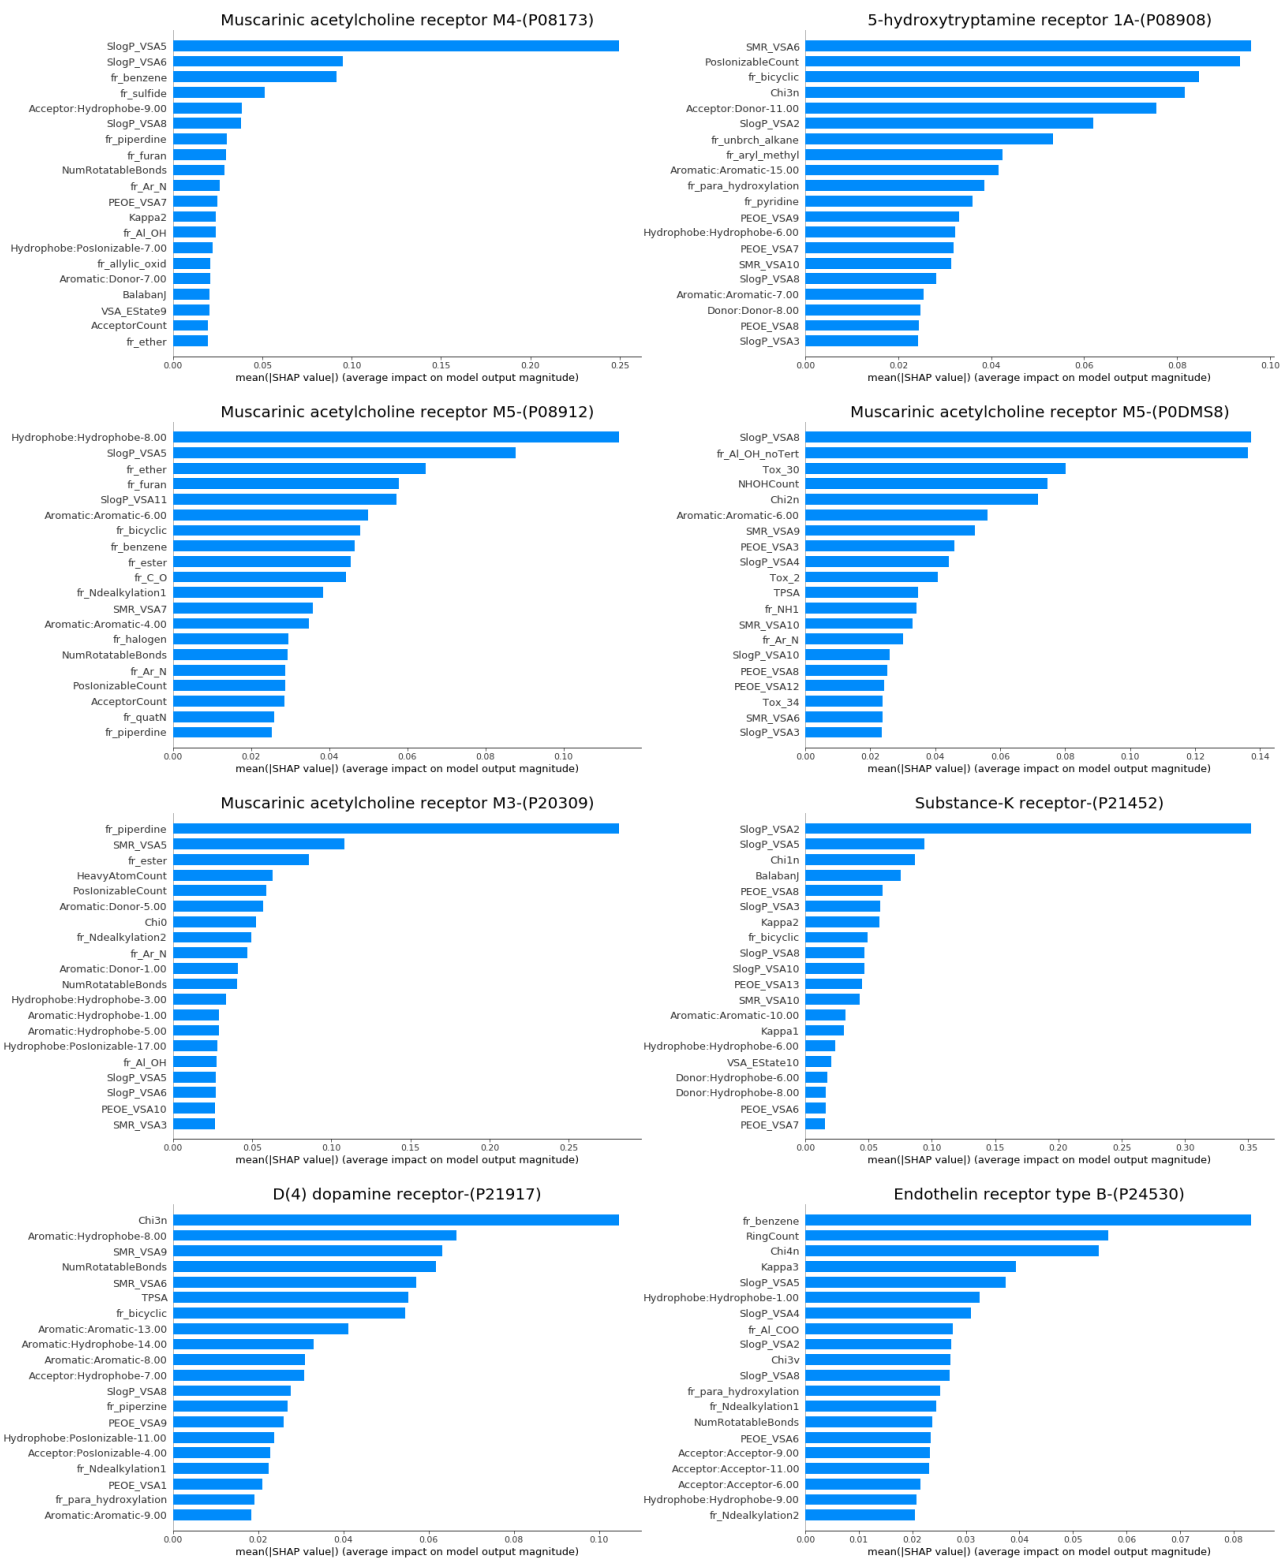 Muscarinic acetylcholine receptor M4-(P08173)
SlogP_VSA5
SlogP_VSA6
fr_benzene
fr_sulfide
Acceptor:Hydrophobe-9.00
SlogP_VSA8
fr_piperdine
fr_furan
NumRotatableBonds
fr_Ar_N
PEOE_VSA7
Kappa2
fr_Al_OH
Hydrophobe:PosIonizable-7.00
fr_allylic_oxid
Aromatic:Donor-7.00
BalabanJ
VSA_EState9
AcceptorCount
fr_ether
0.00 0.05 0.10 0.15 0.20 0.25
mean(|SHAP value|) (average impact on model output magnitude)
5-hydroxytryptamine receptor 1A-(P08908)
SMR_VSA6
PosIonizableCount
fr_bicyclic
Chi3n
Acceptor:Donor-11.00
SlogP_VSA2
fr_unbrch_alkane
fr_aryl_methyl
Aromatic:Aromatic-15.00
fr_para_hydroxylation
fr_pyridine
PEOE_VSA9
Hydrophobe:Hydrophobe-6.00
PEOE_VSA7
SMR_VSA10
SlogP_VSA8
Aromatic:Aromatic-7.00
Donor:Donor-8.00
PEOE_VSA8
SlogP_VSA3
0.00 0.02 0.04 0.06 0.08 0.10
mean(|SHAP value|) (average impact on model output magnitude)
Muscarinic acetylcholine receptor M5-(P08912)
Hydrophobe:Hydrophobe-8.00
SlogP_VSA5
fr_ether
fr_furan
SlogP_VSA11
Aromatic:Aromatic-6.00
fr_bicyclic
fr_benzene
fr_ester
fr_C_O
fr_Ndealkylation1
SMR_VSA7
Aromatic:Aromatic-4.00
fr_halogen
NumRotatableBonds
fr_Ar_N
PosIonizableCount
AcceptorCount
fr_quatN
fr_piperdine
0.00 0.02 0.04 0.06 0.08 0.10
mean(|SHAP value|) (average impact on model output magnitude)
Muscarinic acetylcholine receptor M5-(P0DMS8)
SlogP_VSA8
fr_Al_OH_noTert
Tox_30
NHOHCount
Chi2n
Aromatic:Aromatic-6.00
SMR_VSA9
PEOE_VSA3
SlogP_VSA4
Tox_2
TPSA
fr_NH1
SMR_VSA10
fr_Ar_N
SlogP_VSA10
PEOE_VSA8
PEOE_VSA12
Tox_34
SMR_VSA6
SlogP_VSA3
0.00 0.02 0.04 0.06 0.08 0.10 0.12 0.14
mean(|SHAP value|) (average impact on model output magnitude)
Muscarinic acetylcholine receptor M3-(P20309)
fr_piperdine
SMR_VSA5
fr_ester
HeavyAtomCount
PosIonizableCount
Aromatic:Donor-5.00
Chi0
fr_Ndealkylation2
fr_Ar_N
Aromatic:Donor-1.00
NumRotatableBonds
Hydrophobe:Hydrophobe-3.00
Aromatic:Hydrophobe-1.00
Aromatic:Hydrophobe-5.00
Hydrophobe:PosIonizable-17.00
fr_Al_OH
SlogP_VSA5
SlogP_VSA6
PEOE_VSA10
SMR_VSA3
0.00 0.05 0.10 0.15 0.20 0.25
mean(|SHAP value|) (average impact on model output magnitude)
Substance-K receptor-(P21452)
SlogP_VSA2
SlogP_VSA5
Chi1n
BalabanJ
PEOE_VSA8
SlogP_VSA3
Kappa2
fr_bicyclic
SlogP_VSA8
SlogP_VSA10
PEOE_VSA13
SMR_VSA10
Aromatic:Aromatic-10.00
Kappa1
Hydrophobe:Hydrophobe-6.00
VSA_EState10
Donor:Hydrophobe-6.00
Donor:Hydrophobe-8.00
PEOE_VSA6
PEOE_VSA7
0.00 0.05 0.10 0.15 0.20 0.25 0.30 0.35
mean(|SHAP value|) (average impact on model output magnitude)
D(4) dopamine receptor-(P21917)
Chi3n
Aromatic:Hydrophobe-8.00
SMR_VSA9
NumRotatableBonds
SMR_VSA6
TPSA
fr_bicyclic
Aromatic:Aromatic-13.00
Aromatic:Hydrophobe-14.00
Aromatic:Aromatic-8.00
Acceptor:Hydrophobe-7.00
SlogP_VSA8
fr_piperzine
PEOE_VSA9
Hydrophobe:PosIonizable-11.00
Acceptor:PosIonizable-4.00
fr_Ndealkylation1
PEOE_VSA1
fr_para_hydroxylation
Aromatic:Aromatic-9.00
0.00 0.02 0.04 0.06 0.08 0.10
mean(|SHAP value|) (average impact on model output magnitude)
Endothelin receptor type B-(P24530)
fr_benzene
RingCount
Chi4n
Kappa3
SlogP_VSA5
Hydrophobe:Hydrophobe-1.00
SlogP_VSA4
fr_Al_COO
SlogP_VSA2
Chi3v
SlogP_VSA8
fr_para_hydroxylation
fr_Ndealkylation1
NumRotatableBonds
PEOE_VSA6
Acceptor:Acceptor-9.00
Acceptor:Acceptor-11.00
Acceptor:Acceptor-6.00
Hydrophobe:Hydrophobe-9.00
fr_Ndealkylation2
0.00 0.01 0.02 0.03 0.04 0.05 0.06 0.07 0.08
mean(|SHAP value|) (average impact on model output magnitude)